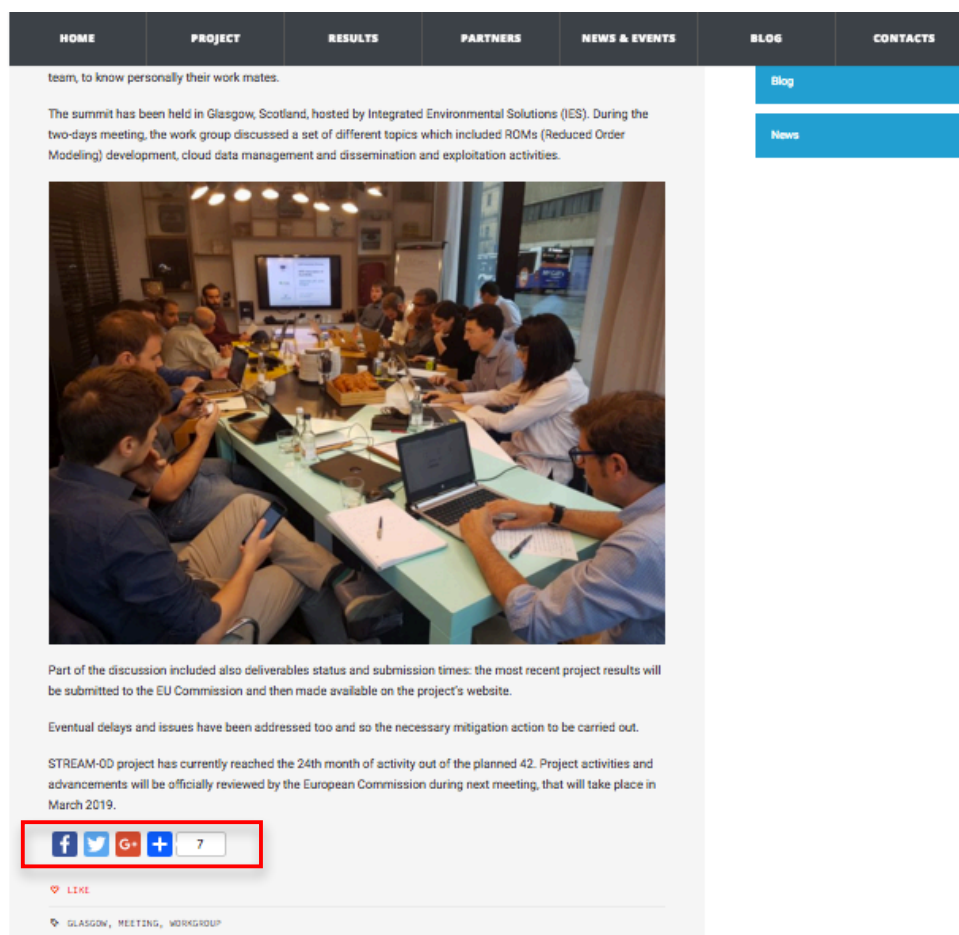 HOME PROJECT RESULTS PARTNERS NEWS & EVENTS BLOG CONTACTS
team, to know personally their work mates.
Blog
The summit has been held in Glasgow, Scotland, hosted by Integrated Environmental Solutions (IES). During the
two-days meeting, the work group discussed a set of different topics which included ROMs (Reduced Order
News
Modeling) development, cloud data management and dissemination and exploitation activities.
Part of the discussion included also deliverables status and submission times: the most recent project results will
be submitted to the EU Commission and then made available on the project's website.
Eventual delays and issues have been addressed too and so the necessary mitigation action to be carried out.
STREAM-0D project has currently reached the 24th month of activity out of the planned 42. Project activities and
advancements will be officially reviewed by the European Commission during next meeting, that will take place in
March 2019.
f G+ + 7
LIKE
GLASGOW, MEETING, WORKGROUP